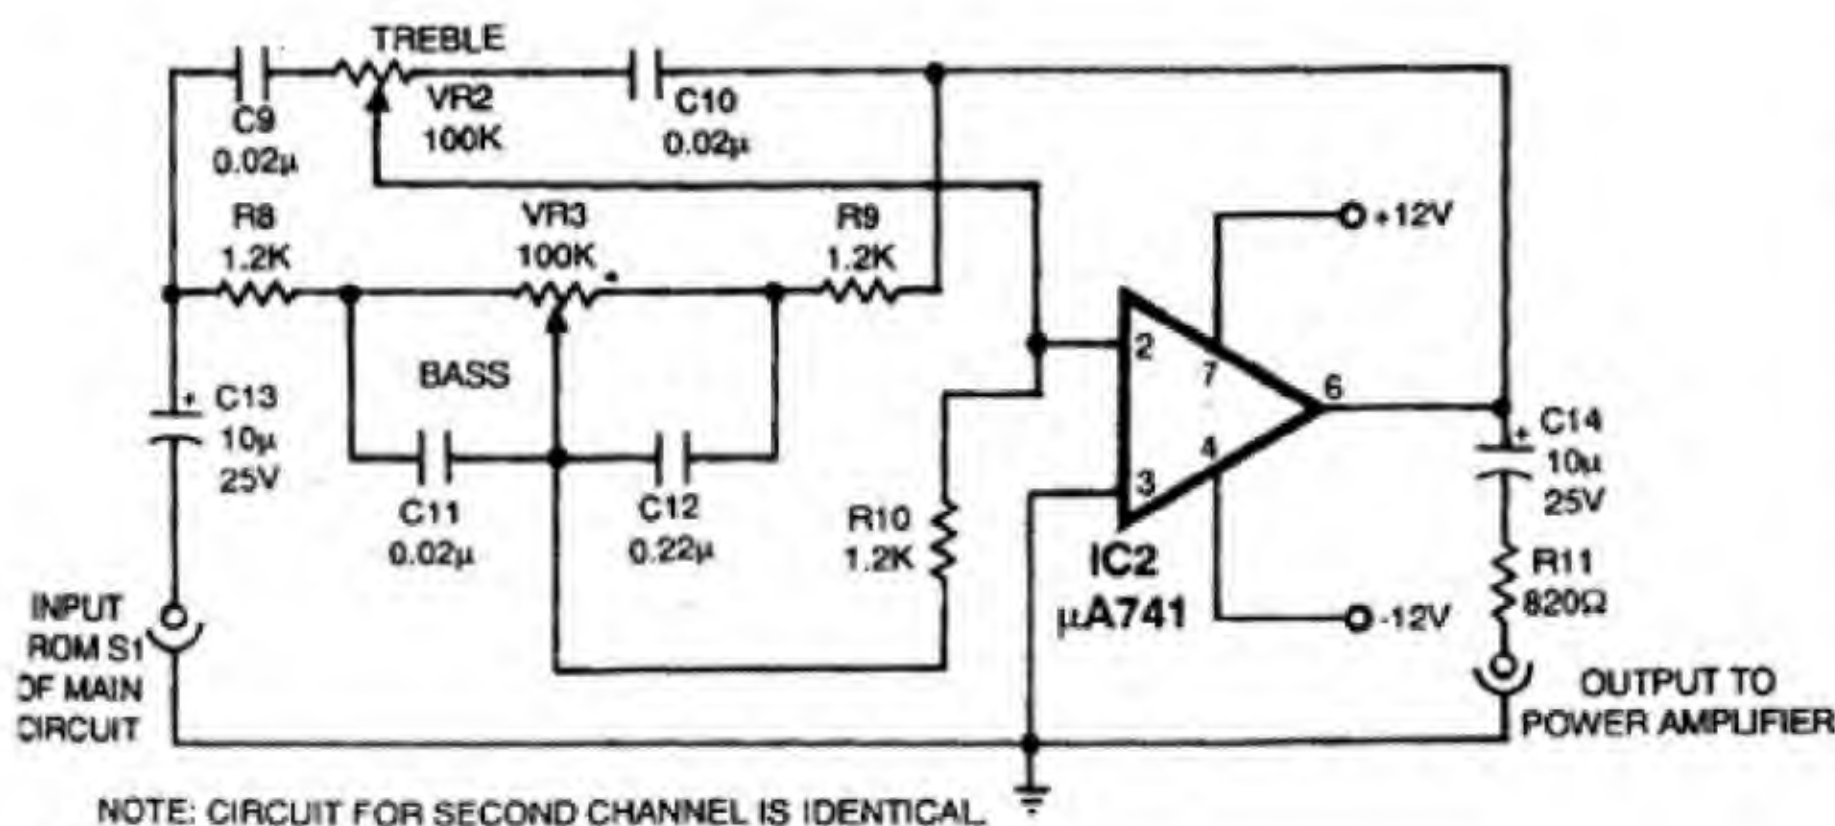 TREBLE
C9
0.02µ
VR2
100K
C10
0.02µ
R8
1.2K
VR3
100K
R9
1.2K
+12V
BASS
C13
10µ
25V
+
C11
0.02µ
C12
0.22µ
R10
1.2K
2
7
6
4
3
IC2
µA741
-12V
C14
10µ
25V
+
R11
820Ω
INPUT
ROM S1
OF MAIN
CIRCUIT
OUTPUT TO
POWER AMPLIFIER
NOTE: CIRCUIT FOR SECOND CHANNEL IS IDENTICAL.